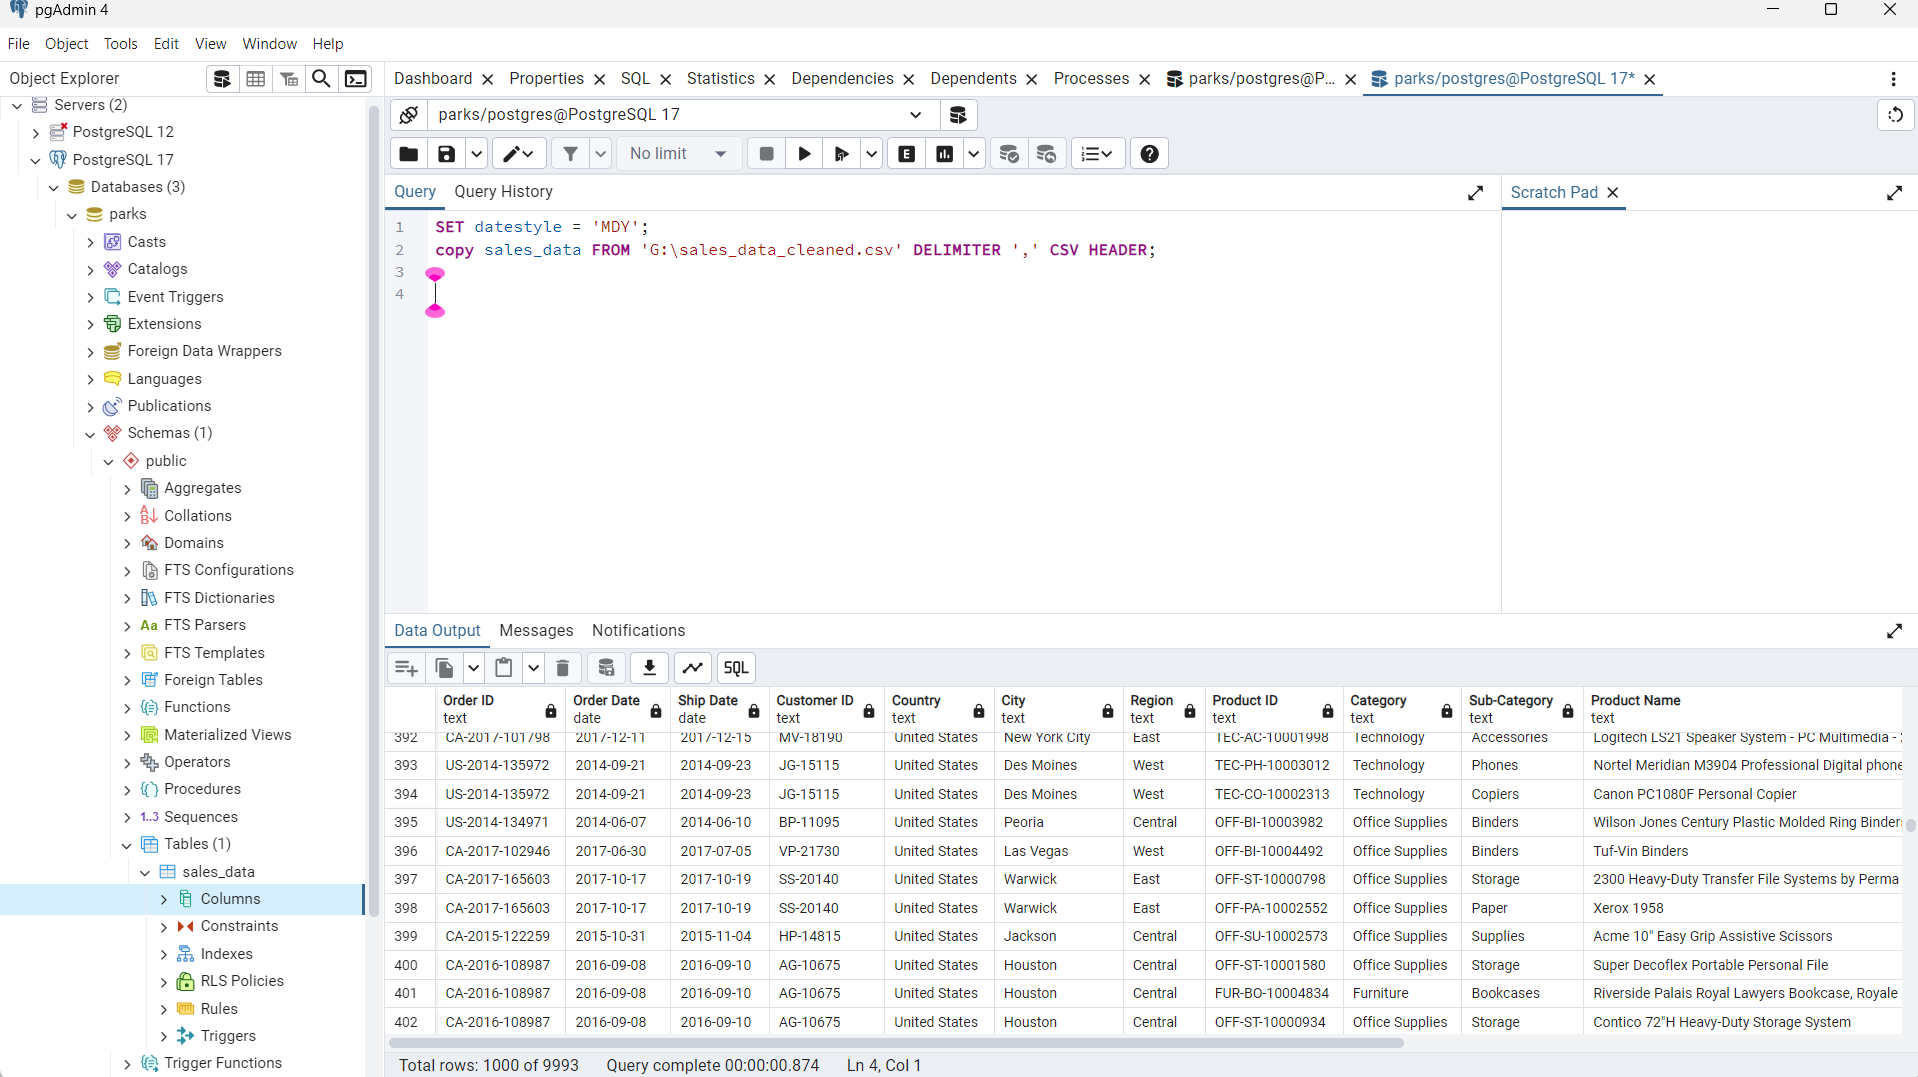 pgAdmin 4
File Object Tools Edit View Window Help
Object Explorer
Dashboard Properties SQL Statistics Dependencies Dependents Processes parks/postgres@P... parks/postgres@PostgreSQL 17*
Servers (2)
PostgreSQL 12
PostgreSQL 17
Databases (3)
parks
Casts
Catalogs
Event Triggers
Extensions
Foreign Data Wrappers
Languages
Publications
Schemas (1)
public
Aggregates
Collations
Domains
FTS Configurations
FTS Dictionaries
Aa FTS Parsers
FTS Templates
Foreign Tables
Functions
Materialized Views
Operators
Procedures
1..3 Sequences
Tables (1)
sales_data
Columns
Constraints
Indexes
RLS Policies
Rules
Triggers
Trigger Functions
parks/postgres@PostgreSQL 17
No limit
E
Query Query History
Scratch Pad
1 SET datestyle = 'MDY';
2 copy sales_data FROM 'G:\sales_data_cleaned.csv' DELIMITER ',' CSV HEADER;
3
4
Data Output Messages Notifications
SQL
Order ID Order Date Ship Date Customer ID Country City Region Product ID Category Sub-Category Product Name
text date date text text text text text text text text
392 CA-2017-101798 2017-12-11 2017-12-15 MV-18190 United States New York City East TEC-AC-10001998 Technology Accessories Logitech LS21 Speaker System - PC Multimedia -
393 US-2014-135972 2014-09-21 2014-09-23 JG-15115 United States Des Moines West TEC-PH-10003012 Technology Phones Nortel Meridian M3904 Professional Digital phone
394 US-2014-135972 2014-09-21 2014-09-23 JG-15115 United States Des Moines West TEC-CO-10002313 Technology Copiers Canon PC1080F Personal Copier
395 US-2014-134971 2014-06-07 2014-06-10 BP-11095 United States Peoria Central OFF-BI-10003982 Office Supplies Binders Wilson Jones Century Plastic Molded Ring Binders
396 CA-2017-102946 2017-06-30 2017-07-05 VP-21730 United States Las Vegas West OFF-BI-10004492 Office Supplies Binders Tuf-Vin Binders
397 CA-2017-165603 2017-10-17 2017-10-19 SS-20140 United States Warwick East OFF-ST-10000798 Office Supplies Storage 2300 Heavy-Duty Transfer File Systems by Perma
398 CA-2017-165603 2017-10-17 2017-10-19 SS-20140 United States Warwick East OFF-PA-10002552 Office Supplies Paper Xerox 1958
399 CA-2015-122259 2015-10-31 2015-11-04 HP-14815 United States Jackson Central OFF-SU-10002573 Office Supplies Supplies Acme 10" Easy Grip Assistive Scissors
400 CA-2016-108987 2016-09-08 2016-09-10 AG-10675 United States Houston Central OFF-ST-10001580 Office Supplies Storage Super Decoflex Portable Personal File
401 CA-2016-108987 2016-09-08 2016-09-10 AG-10675 United States Houston Central FUR-BO-10004834 Furniture Bookcases Riverside Palais Royal Lawyers Bookcase, Royale
402 CA-2016-108987 2016-09-08 2016-09-10 AG-10675 United States Houston Central OFF-ST-10000934 Office Supplies Storage Contico 72"H Heavy-Duty Storage System
Total rows: 1000 of 9993 Query complete 00:00:00.874 Ln 4, Col 1